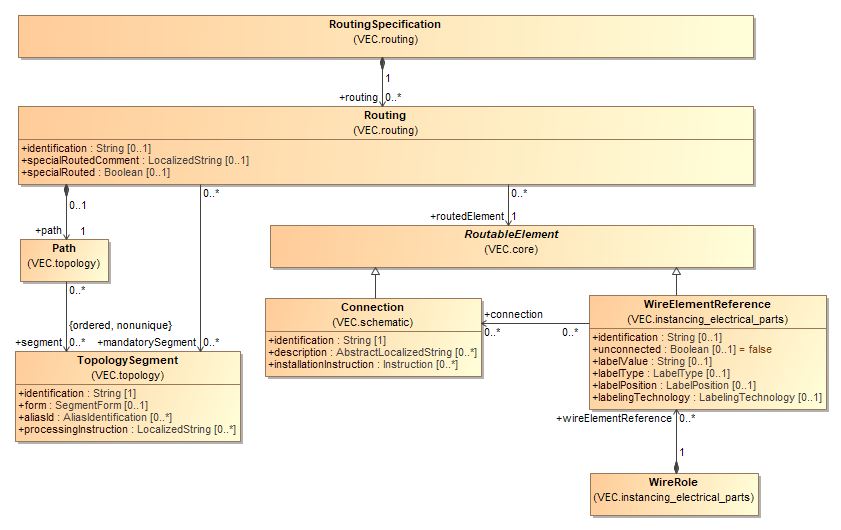 RoutingSpecification
(VEC.routing)
1
+routing 0..*
Routing
(VEC.routing)
+identification : String [0..1]
+specialRoutedComment : LocalizedString [0..1]
+specialRouted : Boolean [0..1]
0..1
0..*
0..*
+path 1
+routedElement 1
Path
(VEC.topology)
RoutableElement
(VEC.core)
0..*
{ordered, nonunique}
+segment 0..*
+mandatorySegment 0..*
Connection
(VEC.schematic)
+identification : String [1]
+description : AbstractLocalizedString [0..*]
+installationInstruction : Instruction [0..*]
+connection
0..*
0..*
WireElementReference
(VEC.instancing_electrical_parts)
+identification : String [0..1]
+unconnected : Boolean [0..1] = false
+labelValue : String [0..1]
+labelType : LabelType [0..1]
+labelPosition : LabelPosition [0..1]
+labelingTechnology : LabelingTechnology [0..1]
TopologySegment
(VEC.topology)
+identification : String [1]
+form : SegmentForm [0..1]
+aliasId : AliasIdentification [0..*]
+processingInstruction : LocalizedString [0..*]
+wireElementReference 0..*
1
WireRole
(VEC.instancing_electrical_parts)